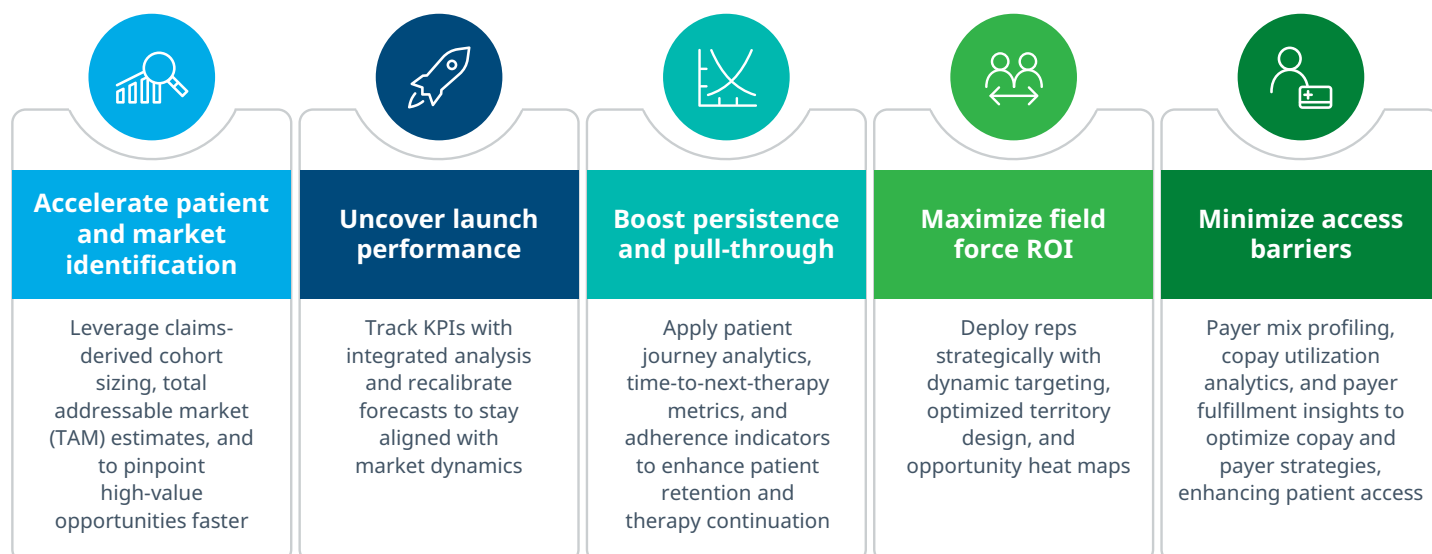 Accelerate patient
and market
identification
Leverage claims-
derived cohort
sizing, total
addressable market
(TAM) estimates, and
to pinpoint
high-value
opportunities faster
Uncover launch
performance
Track KPIs with
integrated analysis
and recalibrate
forecasts to stay
aligned with
market dynamics
Boost persistence
and pull-through
Apply patient
journey analytics,
time-to-next-therapy
metrics, and
adherence indicators
to enhance patient
retention and
therapy continuation
Maximize field
force ROI
Deploy reps
strategically with
dynamic targeting,
optimized territory
design, and
opportunity heat maps
Minimize access
barriers
Payer mix profiling,
copay utilization
analytics, and payer
fulfillment insights to
optimize copay and
payer strategies,
enhancing patient access